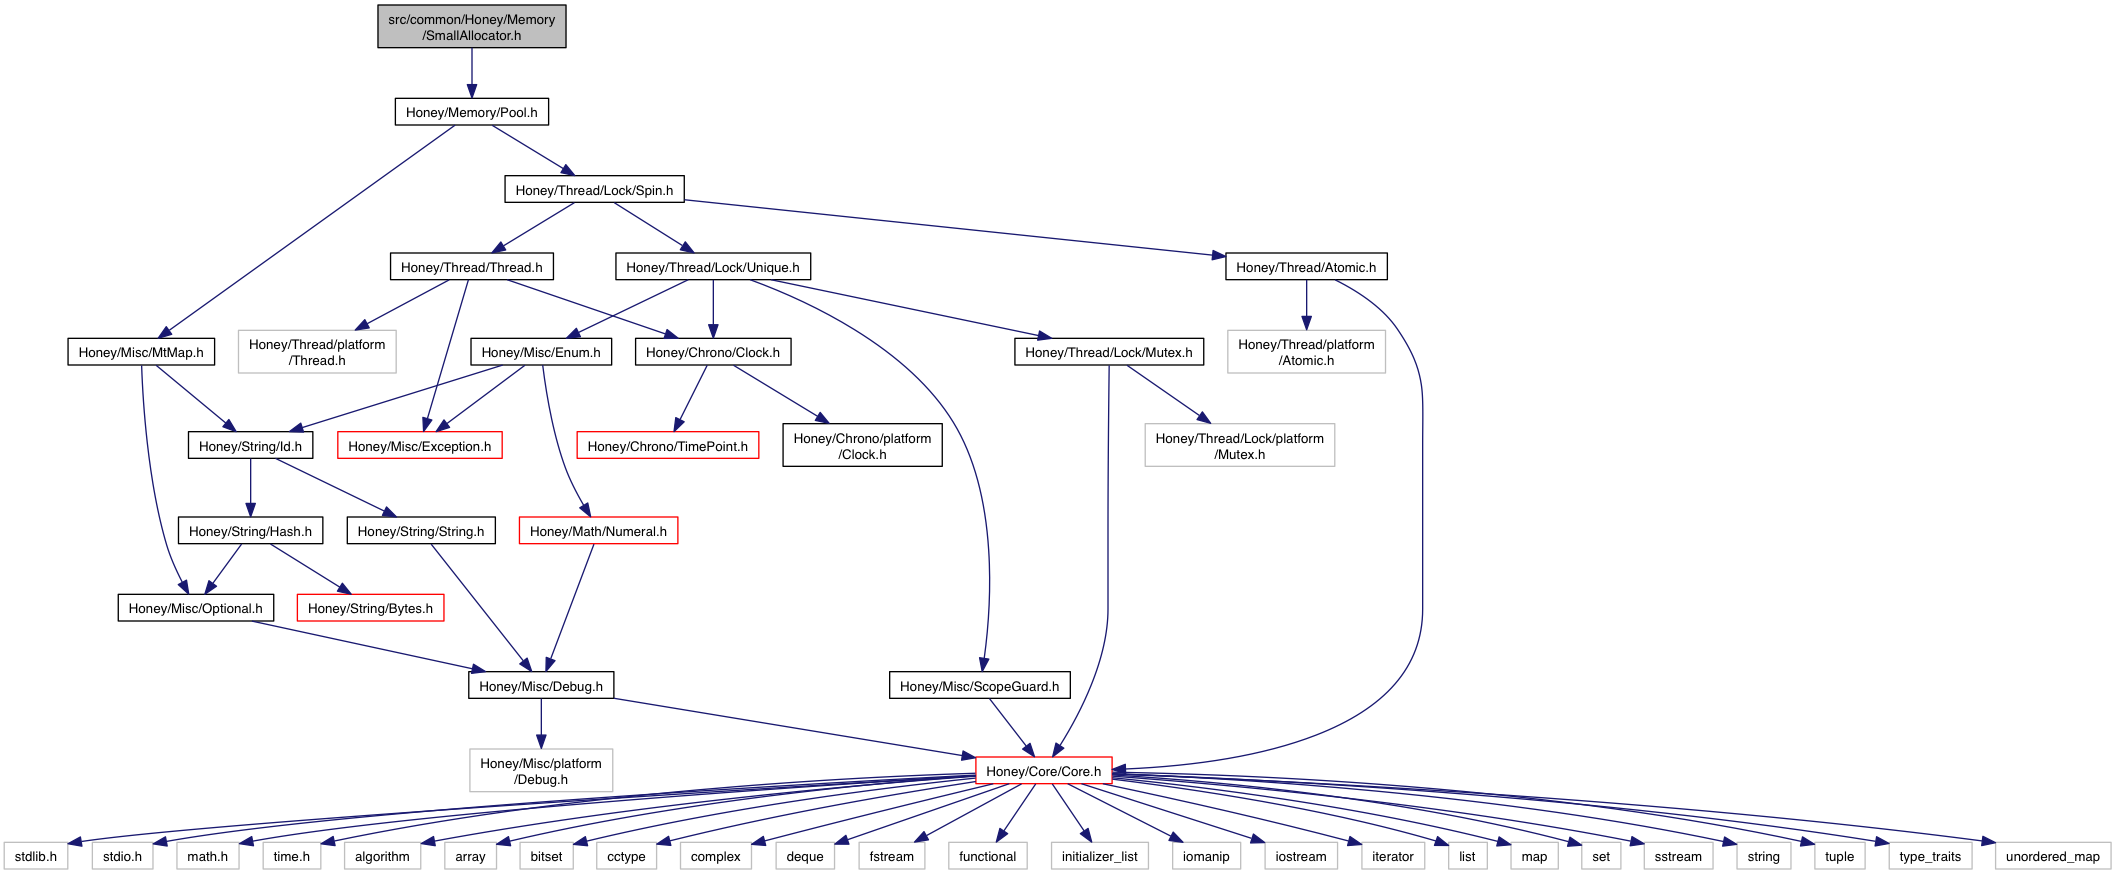 src/common/Honey/Memory
/SmallAllocator.h
Honey/Memory/Pool.h
Honey/Thread/Lock/Spin.h
Honey/Thread/Thread.h
Honey/Thread/Lock/Unique.h
Honey/Thread/Atomic.h
Honey/Misc/MtMap.h
Honey/Thread/platform
/Thread.h
Honey/Misc/Enum.h
Honey/Chrono/Clock.h
Honey/Thread/Lock/Mutex.h
Honey/Thread/platform
/Atomic.h
Honey/String/Id.h
Honey/Misc/Exception.h
Honey/Chrono/TimePoint.h
Honey/Chrono/platform
/Clock.h
Honey/Thread/Lock/platform
/Mutex.h
Honey/String/Hash.h
Honey/String/String.h
Honey/Math/Numeral.h
Honey/Misc/Optional.h
Honey/String/Bytes.h
Honey/Misc/Debug.h
Honey/Misc/ScopeGuard.h
Honey/Misc/platform
/Debug.h
Honey/Core/Core.h
stdlib.h
stdio.h
math.h
time.h
algorithm
array
bitset
cctype
complex
deque
fstream
functional
initializer_list
iomanip
iostream
iterator
list
map
set
sstream
string
tuple
type_traits
unordered_map